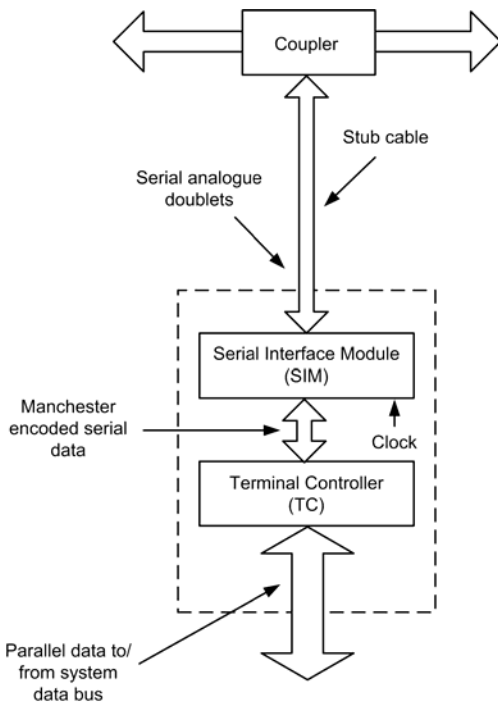 Coupler
Stub cable
Serial analogue
doublets
Serial Interface Module
(SIM)
Manchester
encoded serial
data
Clock
Terminal Controller
(TC)
Parallel data to/
from system
data bus